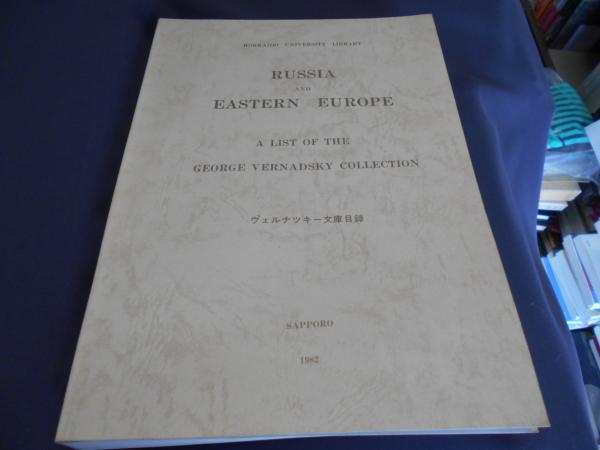 HOKKAIDO UNIVERSITY LIBRARY
RUSSIA
AND
EASTERN EUROPE
A LIST OF THE
GEORGE VERNADSKY COLLECTION
ヴェルナツキー文庫目録
SAPPORO
1982